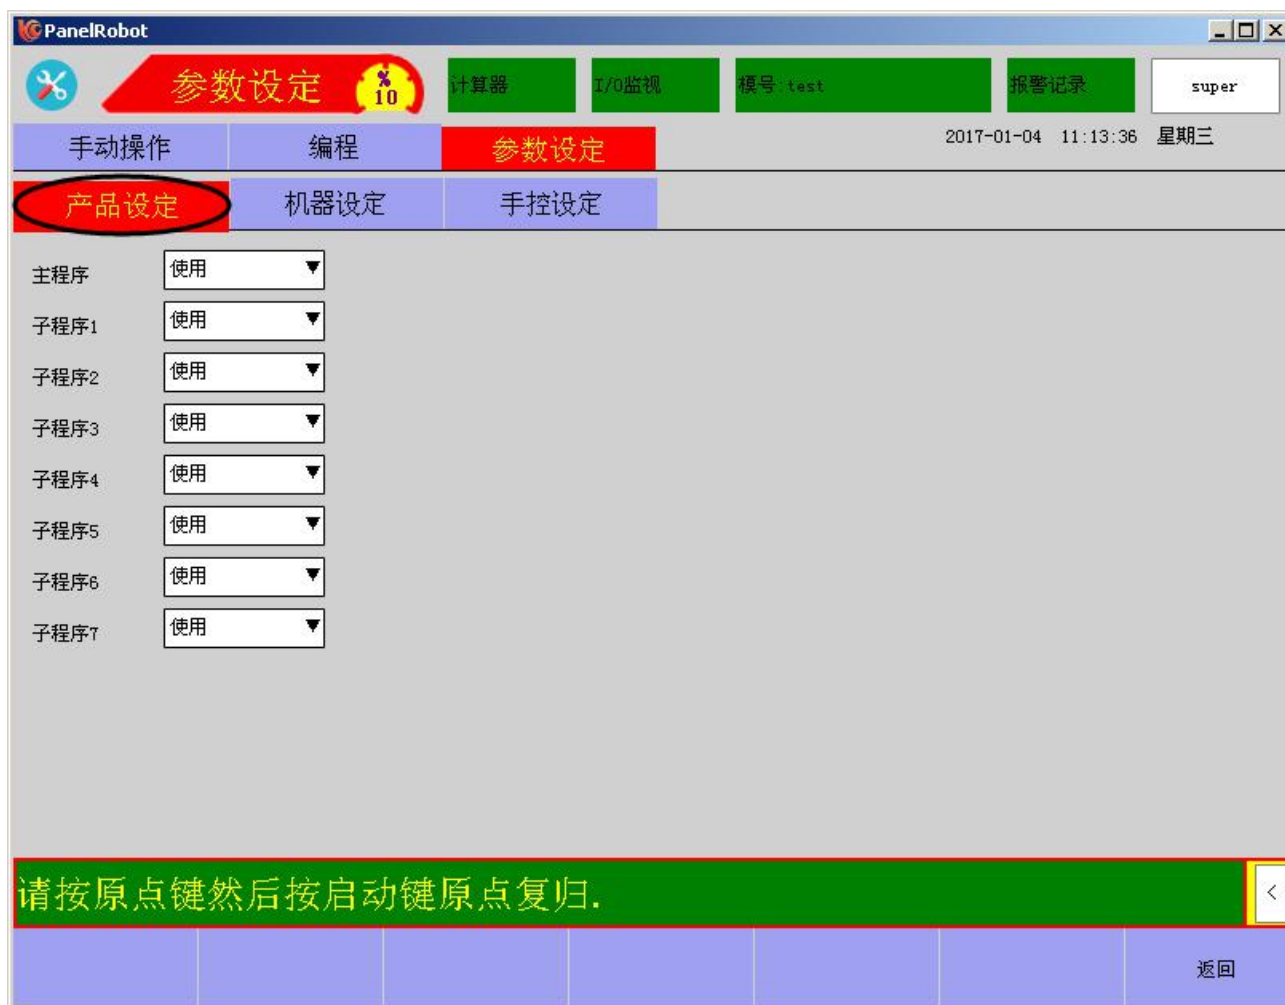 PanelRobot
参数设定 % 10 计算器 I/O监视 模号:test 报警记录 super
手动操作 编程 参数设定 2017-01-04 11:13:36 星期三
产品设定 机器设定 手控设定
主程序 使用
子程序1 使用
子程序2 使用
子程序3 使用
子程序4 使用
子程序5 使用
子程序6 使用
子程序7 使用
请按原点键然后按启动键原点复归.
返回